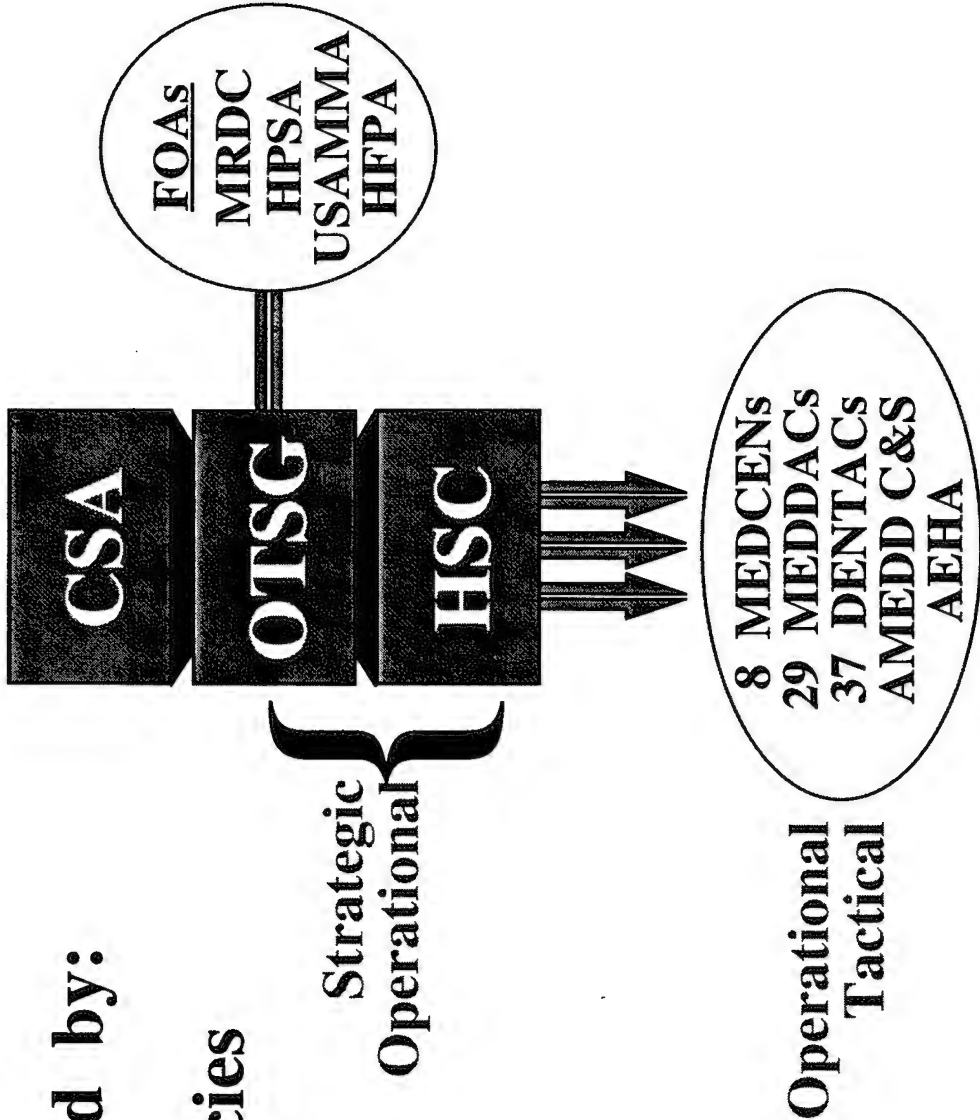 d by:
cies
CSA
OTSG
HSC
FOAs
MRDC
HPSA
USAMMA
HFPA
Strategic
Operational
8 MEDCENs
29 MEDDACs
37 DENTACs
AMEDD C&S
AEHA
Operational
Tactical